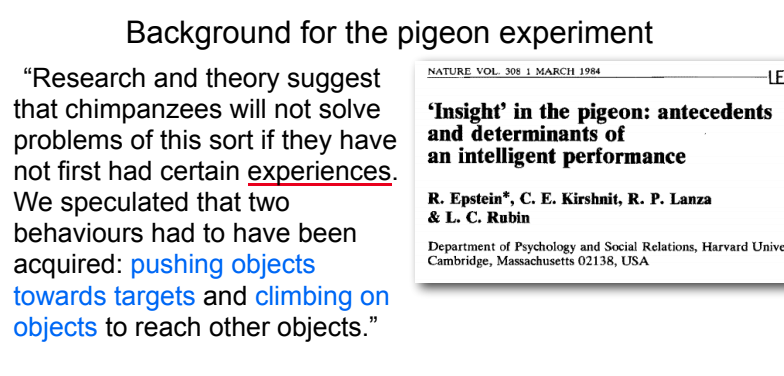 Background for the pigeon experiment
“Research and theory suggest
that chimpanzees will not solve
problems of this sort if they have
not first had certain experiences.
We speculated that two
behaviours had to have been
acquired: pushing objects
towards targets and climbing on
objects to reach other objects.”
NATURE VOL. 308 1 MARCH 1984
LE
‘Insight’ in the pigeon: antecedents
and determinants of
an intelligent performance
R. Epstein*, C. E. Kirshnit, R. P. Lanza
& L. C. Rubin
Department of Psychology and Social Relations, Harvard Unive
Cambridge, Massachusetts 02138, USA